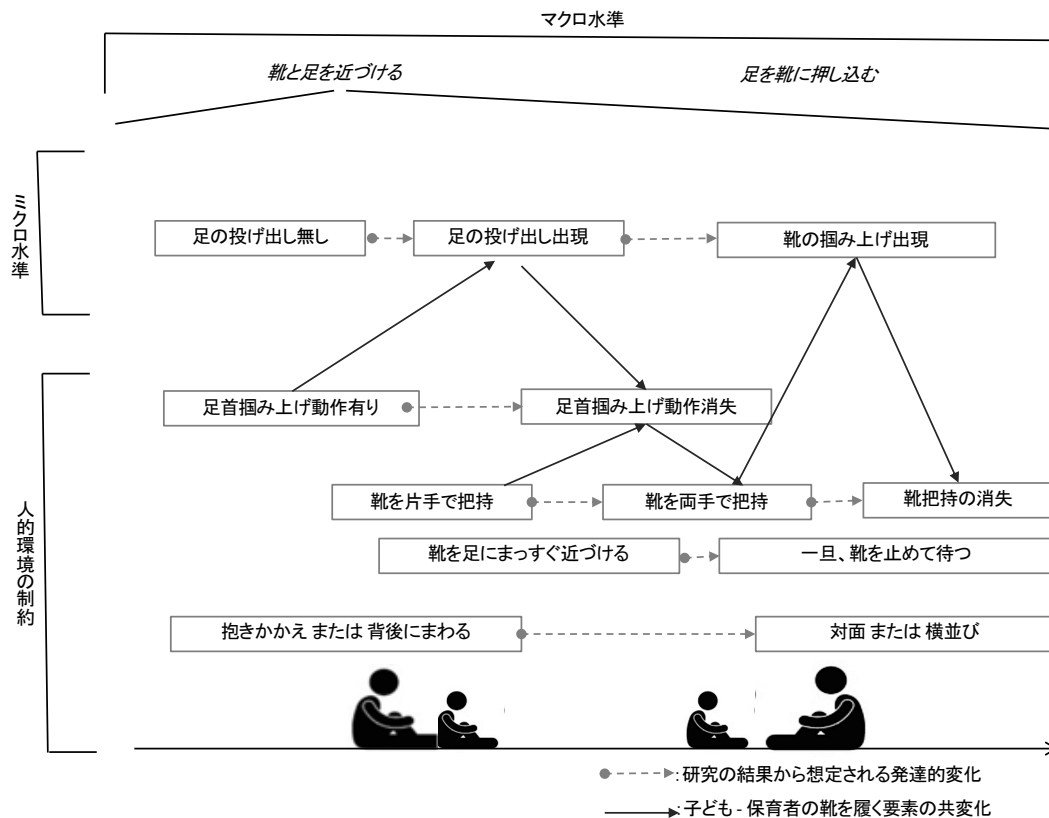 マクロ水準
靴と足を近づける
足を靴に押し込む
ミクロ水準
足の投げ出し無し
足の投げ出し出現
靴の掴み上げ出現
人的環境の制約
足首掴み上げ動作有り
足首掴み上げ動作消失
靴を片手で把持
靴を両手で把持
靴把持の消失
靴を足にまっすぐ近づける
一旦、靴を止めて待つ
抱きかかえ または 背後にまわる
対面 または 横並び
:研究の結果から想定される発達的変化
:子ども - 保育者の靴を履く要素の共変化